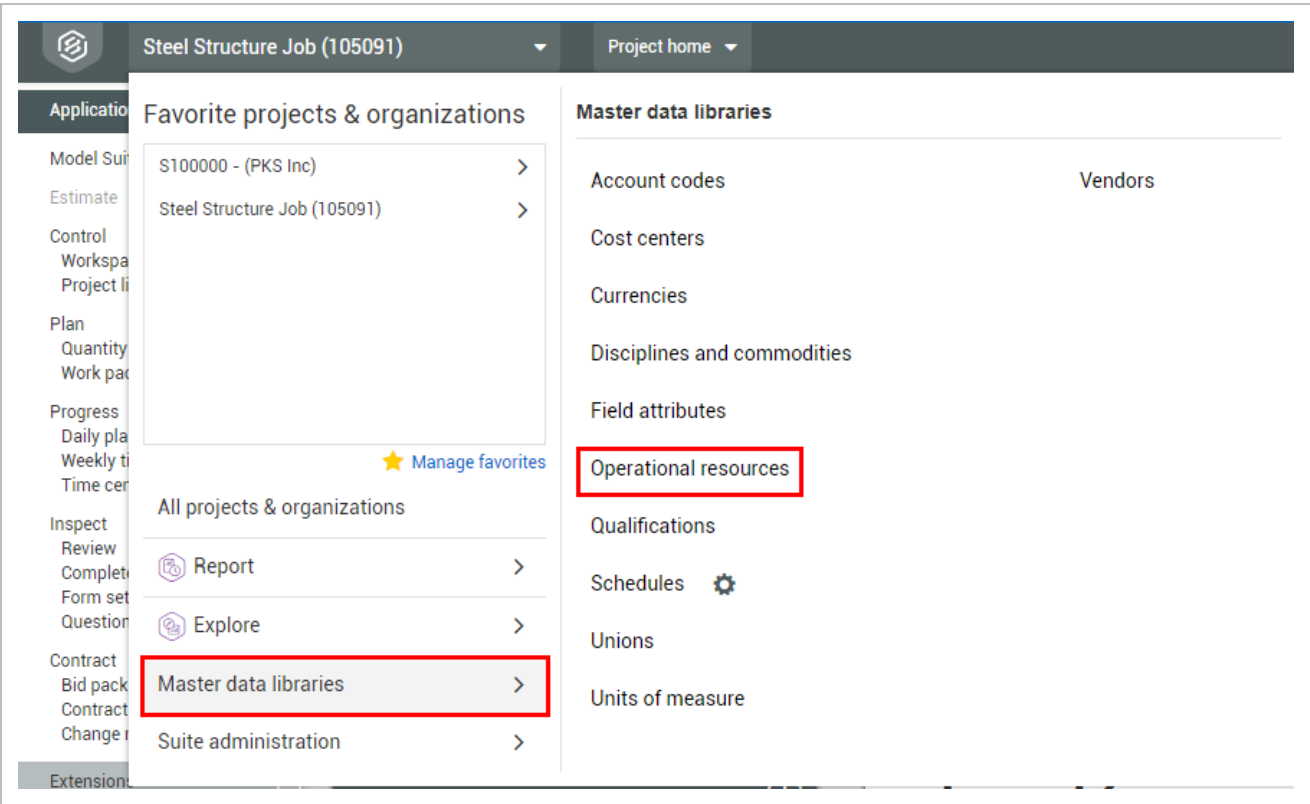 Steel Structure Job (105091)
Project home
Favorite projects & organizations
S100000 - (PKS Inc)
Steel Structure Job (105091)
Manage favorites
All projects & organizations
Report
Explore
Master data libraries
Suite administration
Master data libraries
Account codes
Vendors
Cost centers
Currencies
Disciplines and commodities
Field attributes
Operational resources
Qualifications
Schedules
Unions
Units of measure
Applicatio
Model Sui
Estimate
Control
Workspa
Project li
Plan
Quantity
Work pac
Progress
Daily pla
Weekly ti
Time cer
Inspect
Review
Complet
Form set
Question
Contract
Bid pack
Contract
Change r
Extensions